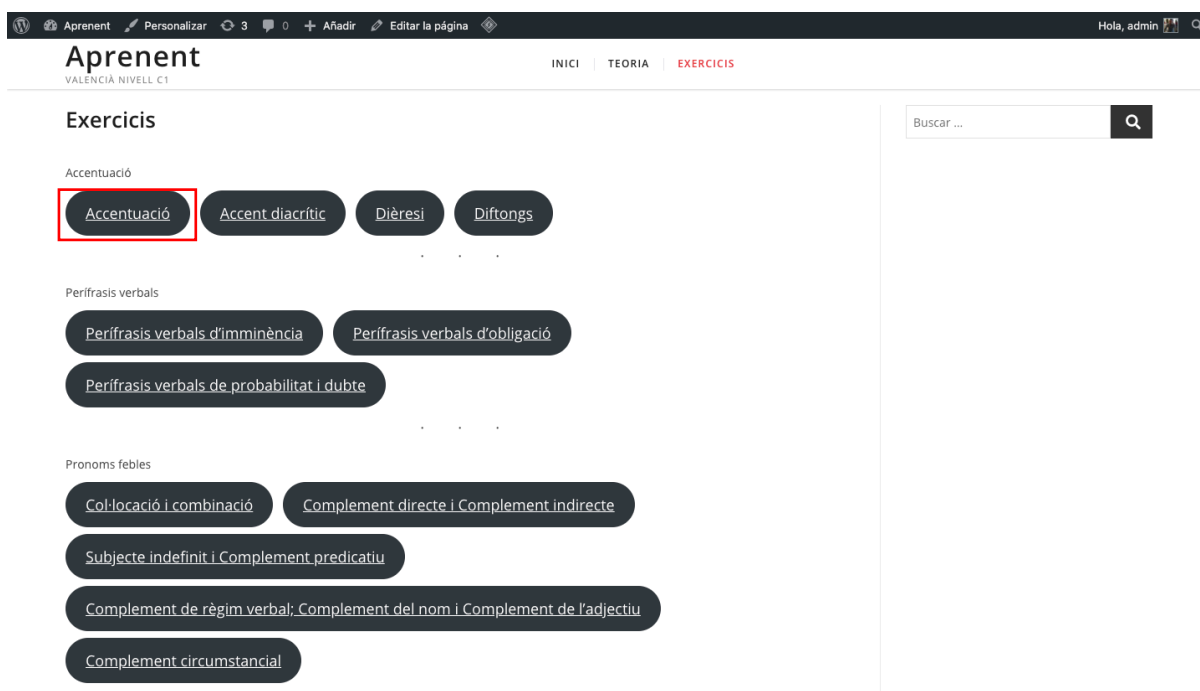 Aprenent Personalizar 3 0 Añadir Editar la página Hola, admin
Aprenent
VALENCIÀ NIVELL C1
INICI TEORIA EXERCICIS
Exercicis
Buscar ...
Accentuació
Accentuació Accent diacrític Dièresi Diftongs
. . .
Perífrasis verbals
Perífrasis verbals d’imminència Perífrasis verbals d’obligació
Perífrasis verbals de probabilitat i dubte
. . .
Pronoms febles
Col·locació i combinació Complement directe i Complement indirecte
Subjecte indefinit i Complement predicatiu
Complement de règim verbal; Complement del nom i Complement de l’adjectiu
Complement circumstancial